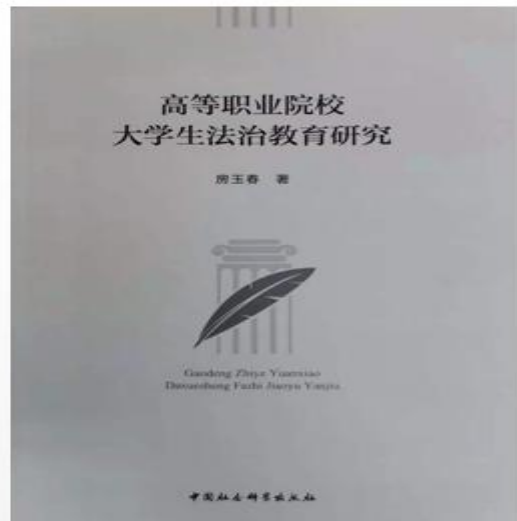 高等职业院校
大学生法治教育研究
房玉春 著
Gaodeng Zhiye Yuanxiao
Daxuesheng Fazhi Jiaoyu Yanjiu
中国社会科学出版社